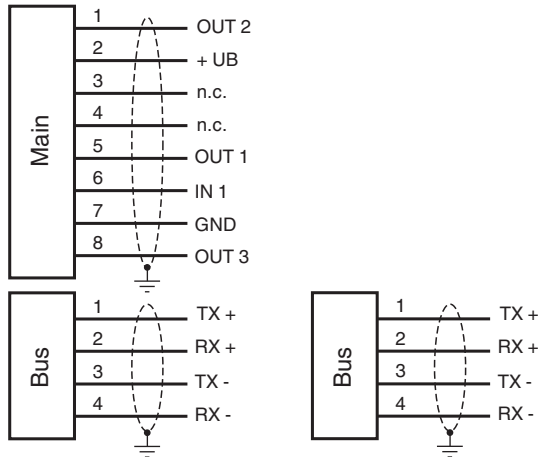 Main
1 OUT 2
2 + UB
3 n.c.
4 n.c.
5 OUT 1
6 IN 1
7 GND
8 OUT 3
Bus
1 TX +
2 RX +
3 TX -
4 RX -
Bus
1 TX +
2 RX +
3 TX -
4 RX -